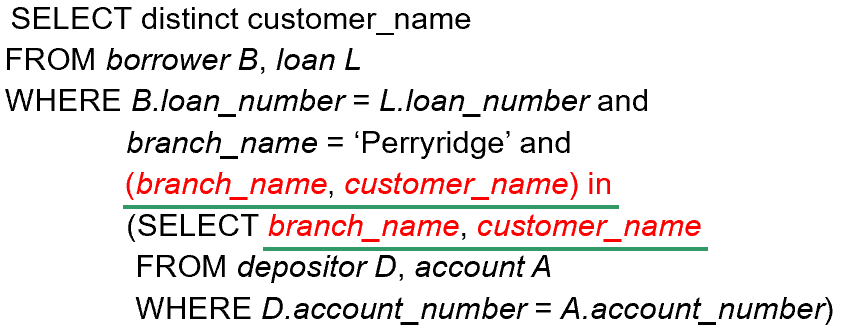 SELECT distinct customer_name
FROM borrower B, loan L
WHERE B.loan_number = L.loan_number and
branch_name = ‘Perryridge’ and
(branch_name, customer_name) in
(SELECT branch_name, customer_name
FROM depositor D, account A
WHERE D.account_number = A.account_number)